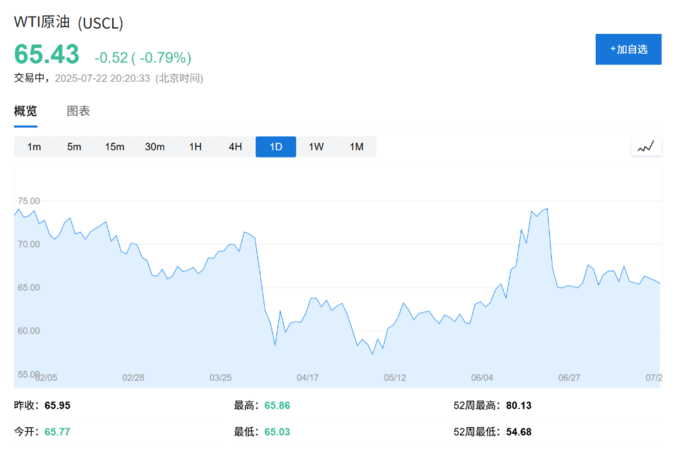 WTI原油 (USCL)
65.43 -0.52 ( -0.79%)
+加自选
交易中，2025-07-22 20:20:33 (北京时间)
概览 图表
1m 5m 15m 30m 1H 4H 1D 1W 1M
75.00
70.00
65.00
60.00
55.00
02/05 02/28 03/25 04/17 05/12 06/04 06/27 07/2
昨收：65.95 最高：65.86 52周最高：80.13
今开：65.77 最低：65.03 52周最低：54.68